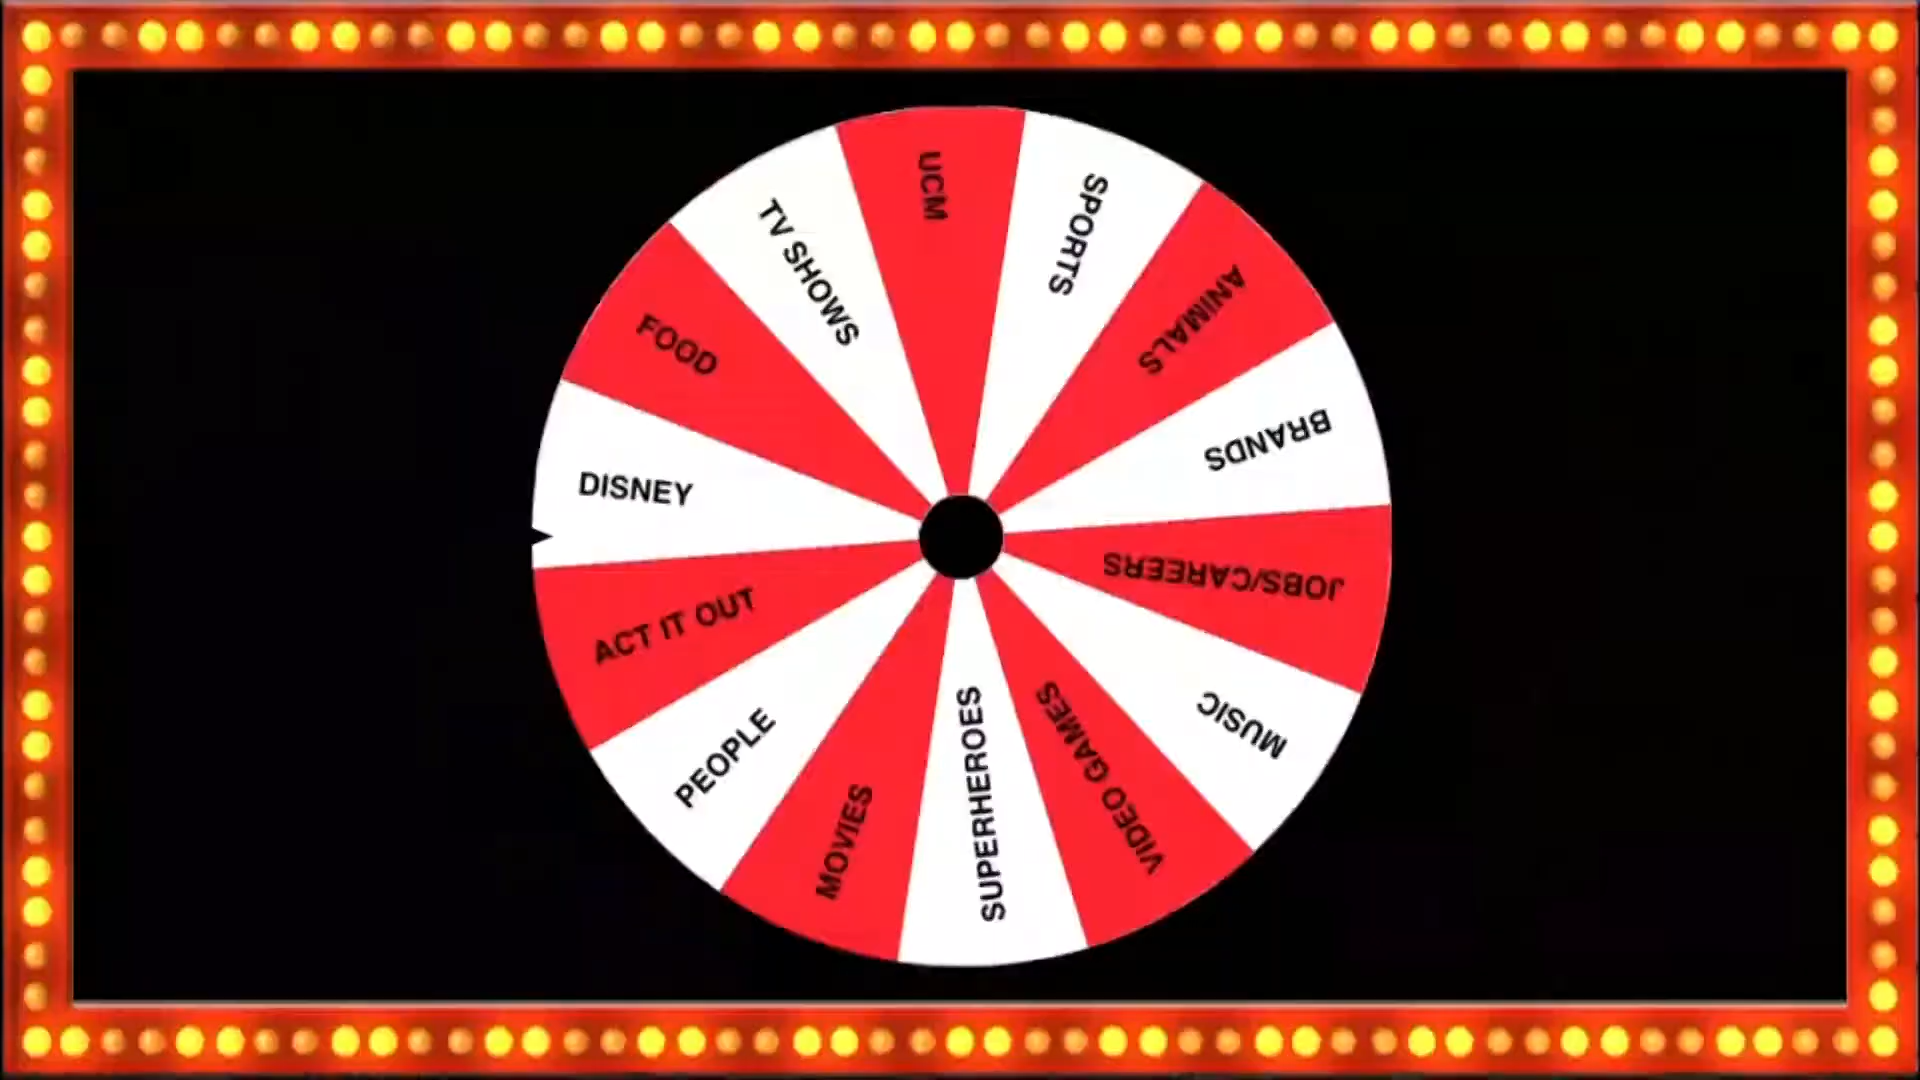 UCM
SPORTS
ANIMALS
BRANDS
JOBS/CAREERS
MUSIC
VIDEO GAMES
SUPERHEROES
MOVIES
PEOPLE
ACT IT OUT
DISNEY
FOOD
TV SHOWS